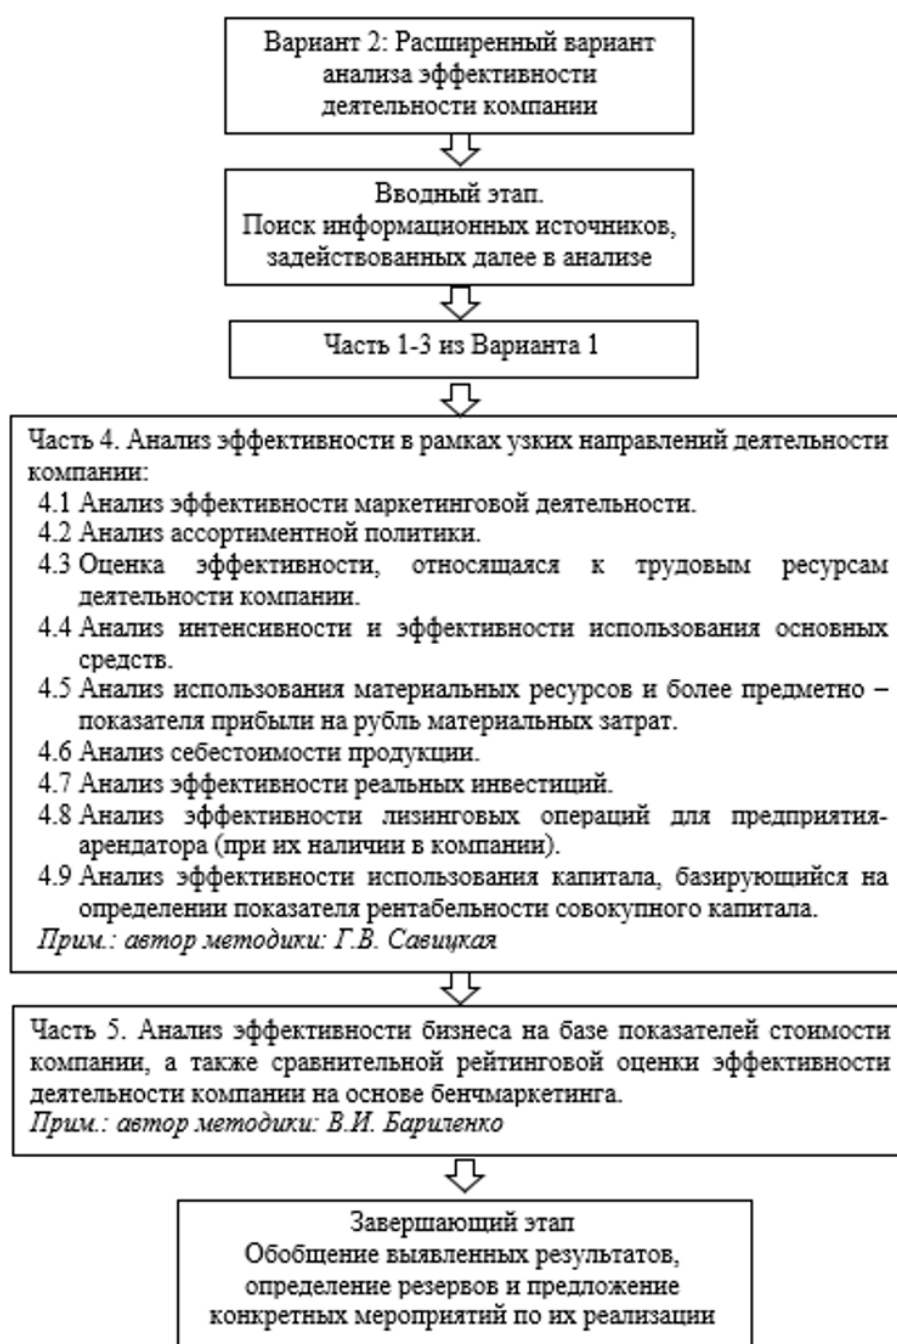 Вариант 2: Расширенный вариант
анализа эффективности
деятельности компании
Вводный этап.
Поиск информационных источников,
задействованных далее в анализе
Часть 1-3 из Варианта 1
Часть 4. Анализ эффективности в рамках узких направлений деятельности
компании:
4.1 Анализ эффективности маркетинговой деятельности.
4.2 Анализ ассортиментной политики.
4.3 Оценка эффективности, относящаяся к трудовым ресурсам
деятельности компании.
4.4 Анализ интенсивности и эффективности использования основных
средств.
4.5 Анализ использования материальных ресурсов и более предметно –
показателя прибыли на рубль материальных затрат.
4.6 Анализ себестоимости продукции.
4.7 Анализ эффективности реальных инвестиций.
4.8 Анализ эффективности лизинговых операций для предприятия-
арендатора (при их наличии в компании).
4.9 Анализ эффективности использования капитала, базирующийся на
определении показателя рентабельности совокупного капитала.
Прим.: автор методики: Г.В. Савицкая
Часть 5. Анализ эффективности бизнеса на базе показателей стоимости
компании, а также сравнительной рейтинговой оценки эффективности
деятельности компании на основе бенчмаркетинга.
Прим.: автор методики: В.И. Бариленко
Завершающий этап
Обобщение выявленных результатов,
определение резервов и предложение
конкретных мероприятий по их реализации